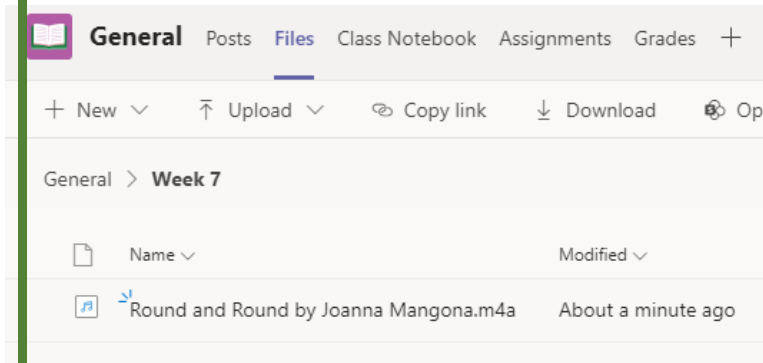 General Posts Files Class Notebook Assignments Grades
New Upload Copy link Download Op
General > Week 7
Name Modified
Round and Round by Joanna Mangona.m4a About a minute ago